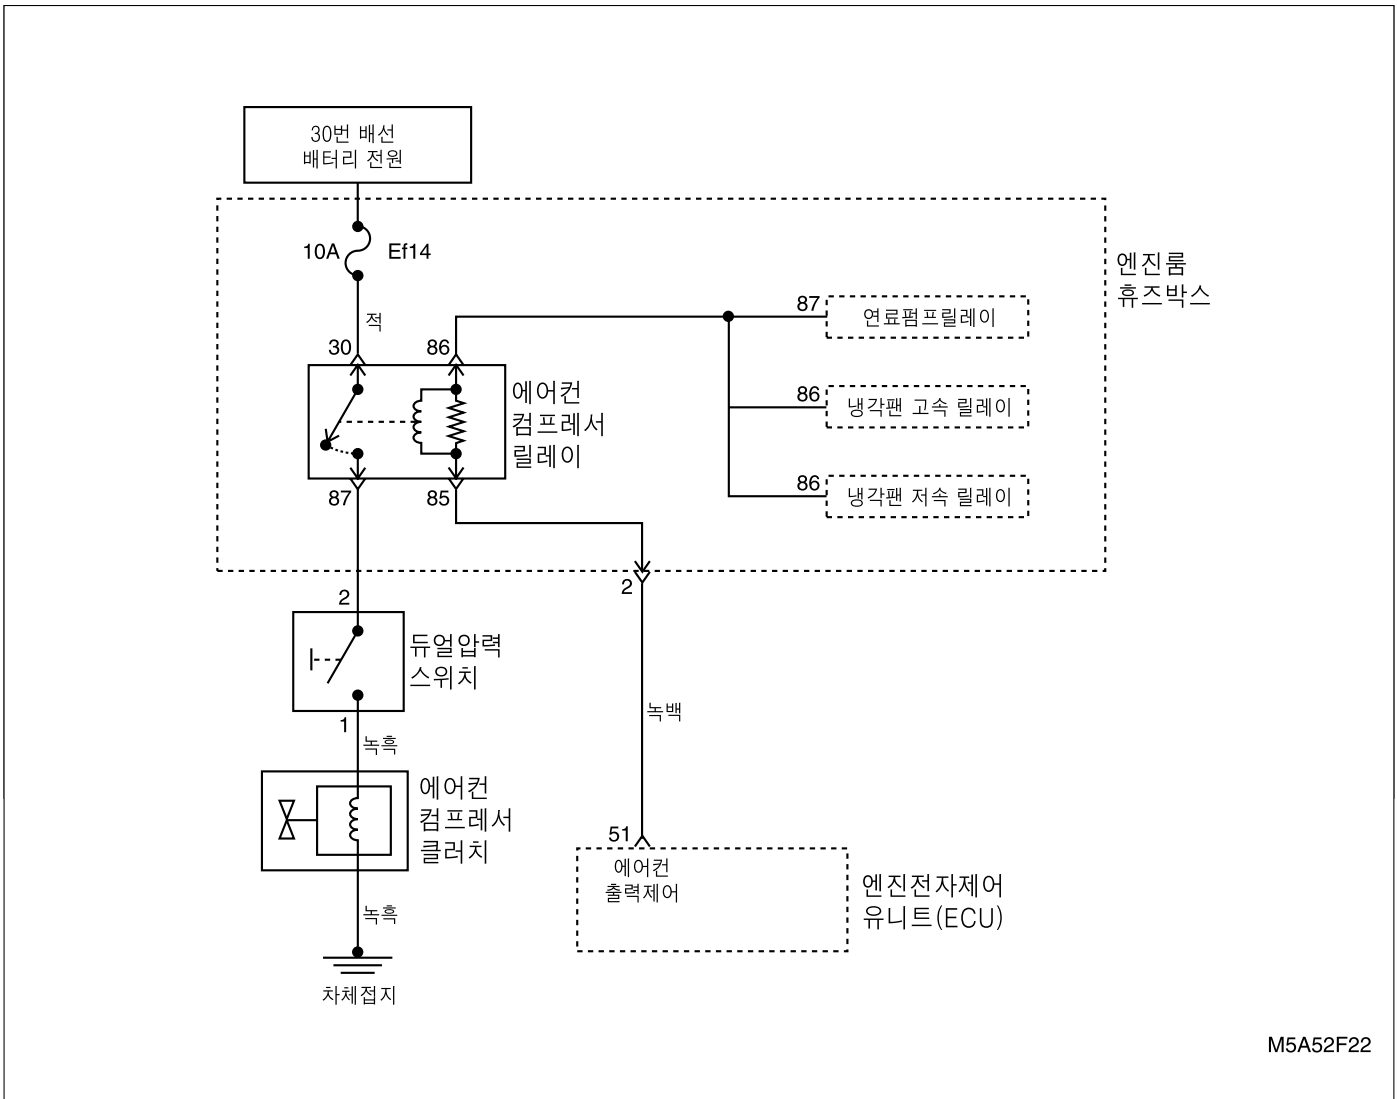 30번 배선
배터리 전원
10A
Ef14
엔진룸
휴즈박스
적
30
86
87
연료펌프릴레이
86
냉각팬 고속 릴레이
86
냉각팬 저속 릴레이
에어컨
컴프레서
릴레이
87
85
2
2
듀얼압력
스위치
1
녹흑
녹백
에어컨
컴프레서
클러치
51
에어컨
출력제어
엔진전자제어
유니트(ECU)
녹흑
차체접지
M5A52F22